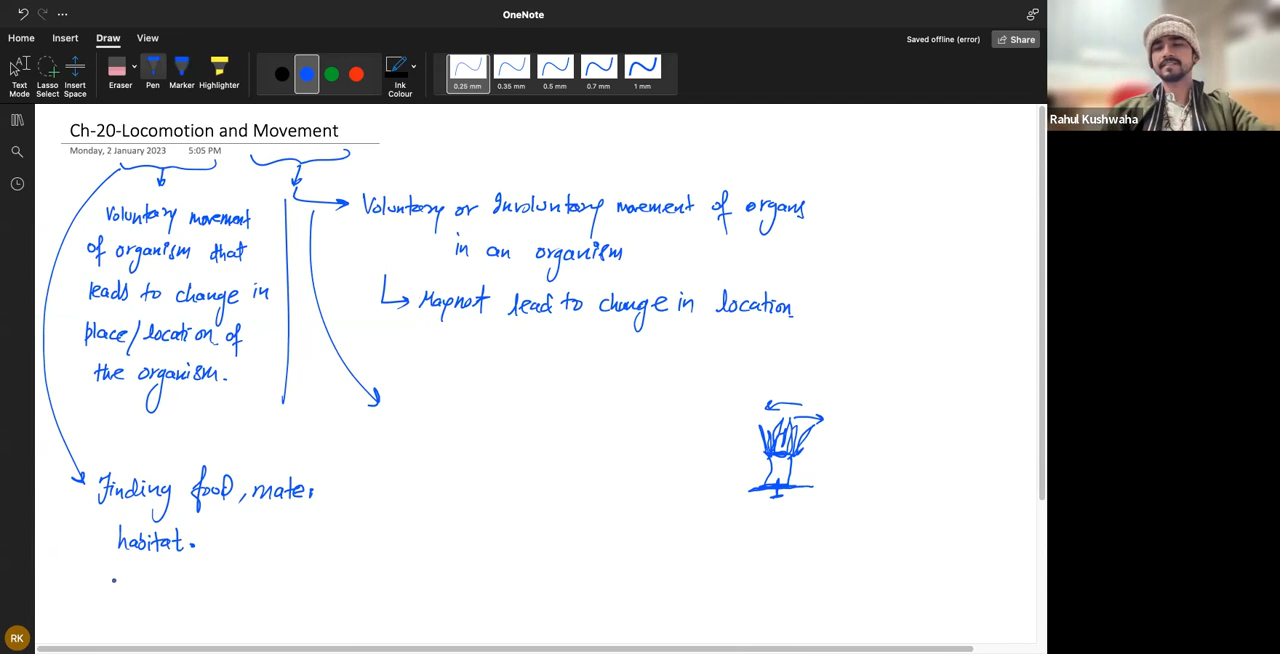 OneNote
Home Insert Draw View
Saved offline (error) Share
Text Mode Lasso Select Insert Space Eraser Pen Marker Highlighter Ink Colour 0.25 mm 0.35 mm 0.5 mm 0.7 mm 1 mm
Rahul Kushwaha
Ch-20-Locomotion and Movement
Monday, 2 January 2023 5:05 PM
Voluntary movement
of organism that
leads to change in
place/location of
the organism.
Voluntary or Involuntary movement of organs
in an organism
Maynot lead to change in location
Finding food, mate.
habitat.
RK